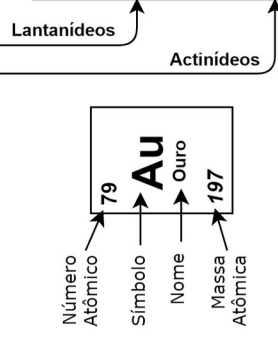 Lantanídeos
Actinídeos
79
Au
Ouro
197
Número
Atômico
Símbolo
Nome
Massa
Atômica